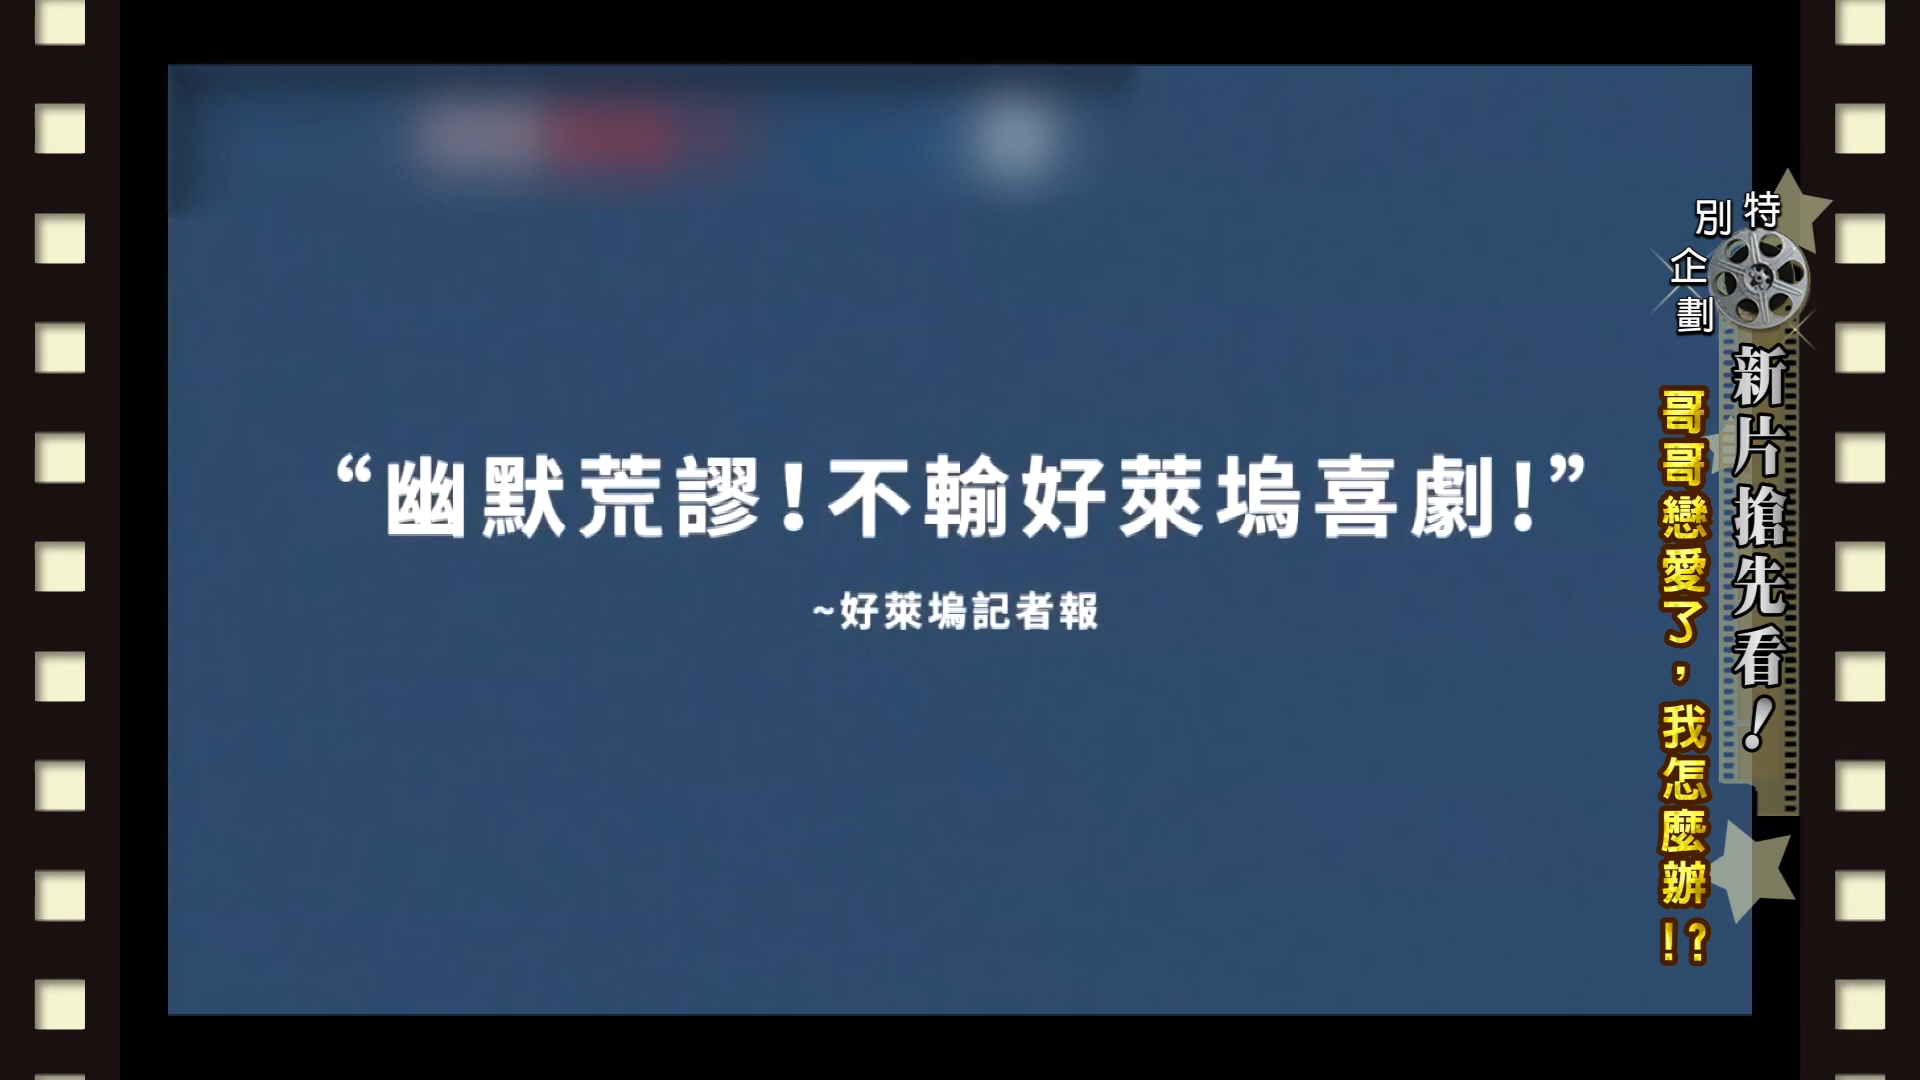 “幽默荒謬!不輸好萊塢喜劇!”
~好萊塢記者報
特別企劃
新片搶先看!
哥哥戀愛了,我怎麼辦!?